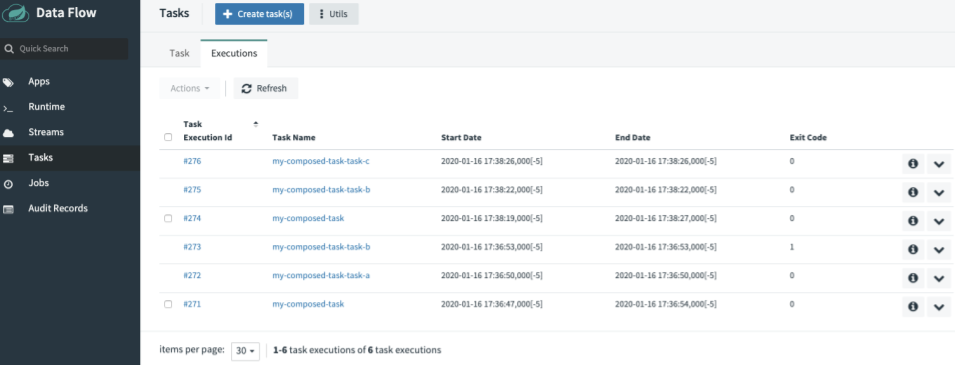 Data Flow
Quick Search
Apps
Runtime
Streams
Tasks
Jobs
Audit Records
Tasks
Create task(s)
Utils
Task
Executions
Actions
Refresh
Task Execution Id Task Name Start Date End Date Exit Code
#276 my-composed-task-task-c 2020-01-16 17:38:26,000[-5] 2020-01-16 17:38:26,000[-5] 0
#275 my-composed-task-task-b 2020-01-16 17:38:22,000[-5] 2020-01-16 17:38:22,000[-5] 0
#274 my-composed-task 2020-01-16 17:38:19,000[-5] 2020-01-16 17:38:27,000[-5] 0
#273 my-composed-task-task-b 2020-01-16 17:36:53,000[-5] 2020-01-16 17:36:53,000[-5] 1
#272 my-composed-task-task-a 2020-01-16 17:36:50,000[-5] 2020-01-16 17:36:50,000[-5] 0
#271 my-composed-task 2020-01-16 17:36:47,000[-5] 2020-01-16 17:36:54,000[-5] 0
items per page: 30 1-6 task executions of 6 task executions